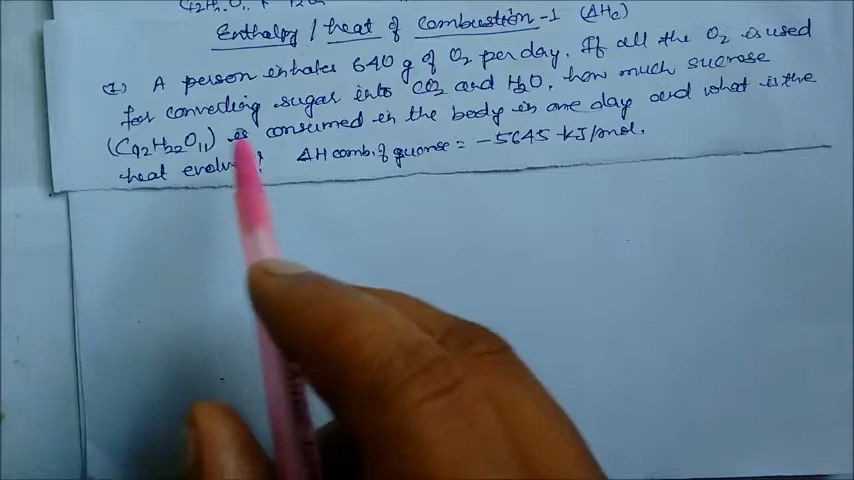 Enthalpy / heat of combustion-1 (ΔHc)
Q) A person inhales 640 g of O2 per day. If all the O2 is used
for converting sugar into CO2 and H2O, how much sucrose
(C12H22O11) is consumed in the body in one day and what is the
heat evolved? ΔH comb. of sucrose = -5645 kJ/mol.